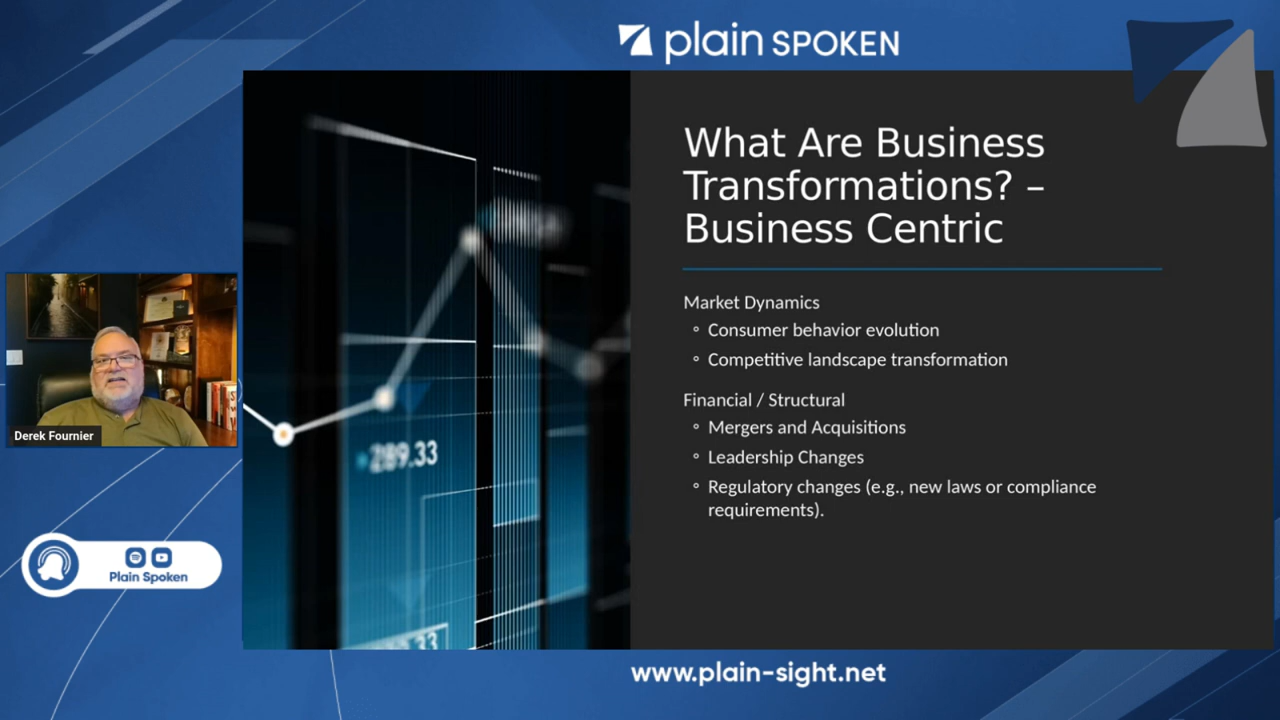 plain SPOKEN
What Are Business
Transformations? –
Business Centric
Market Dynamics
◦ Consumer behavior evolution
◦ Competitive landscape transformation
Financial / Structural
◦ Mergers and Acquisitions
◦ Leadership Changes
◦ Regulatory changes (e.g., new laws or compliance
requirements).
289.33
Derek Fournier
Plain Spoken
www.plain-sight.net